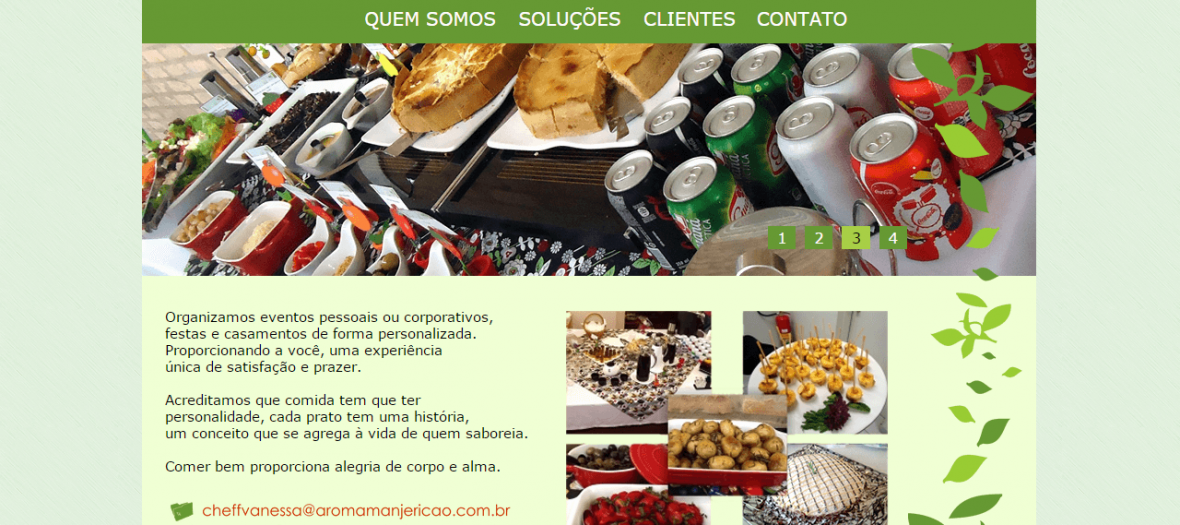 QUEM SOMOS SOLUÇÕES CLIENTES CONTATO
1 2 3 4
Organizamos eventos pessoais ou corporativos,
festas e casamentos de forma personalizada.
Proporcionando a você, uma experiência
única de satisfação e prazer.
Acreditamos que comida tem que ter
personalidade, cada prato tem uma história,
um conceito que se agrega à vida de quem saboreia.
Comer bem proporciona alegria de corpo e alma.
cheffvanessa@aromamanjericao.com.br